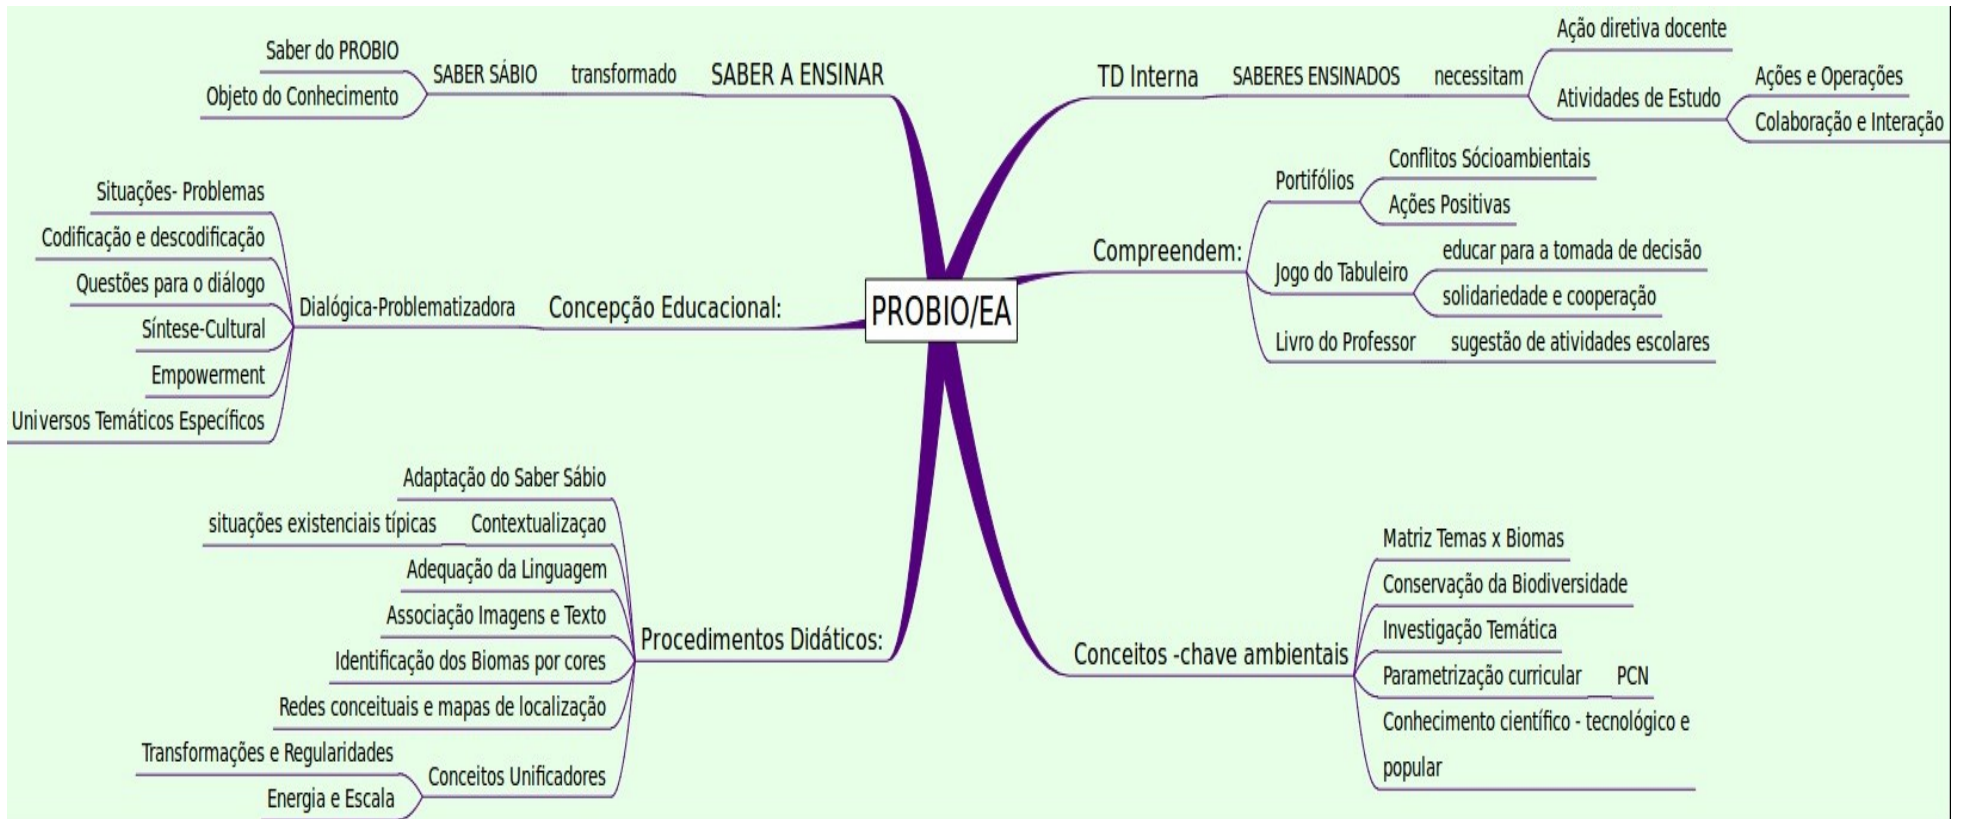 Saber do PROBIO
Objeto do Conhecimento
SABER SÁBIO
transformado
SABER A ENSINAR
Situações- Problemas
Codificação e descodificação
Questões para o diálogo
Síntese-Cultural
Empowerment
Universos Temáticos Específicos
Dialógica-Problematizadora
Concepção Educacional:
Adaptação do Saber Sábio
situações existenciais típicas
Contextualizaçao
Adequação da Linguagem
Associação Imagens e Texto
Identificação dos Biomas por cores
Redes conceituais e mapas de localização
Transformações e Regularidades
Energia e Escala
Conceitos Unificadores
Procedimentos Didáticos:
PROBIO/EA
TD Interna
SABERES ENSINADOS
necessitam
Ação diretiva docente
Atividades de Estudo
Ações e Operações
Colaboração e Interação
Compreendem:
Portifólios
Conflitos Sócioambientais
Ações Positivas
Jogo do Tabuleiro
educar para a tomada de decisão
solidariedade e cooperação
Livro do Professor
sugestão de atividades escolares
Conceitos -chave ambientais
Matriz Temas x Biomas
Conservação da Biodiversidade
Investigação Temática
Parametrização curricular
PCN
Conhecimento científico - tecnológico e
popular